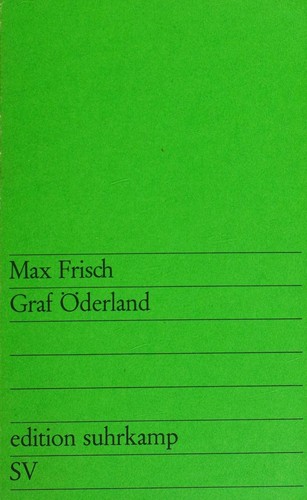 Max Frisch
Graf Öderland
edition suhrkamp
SV